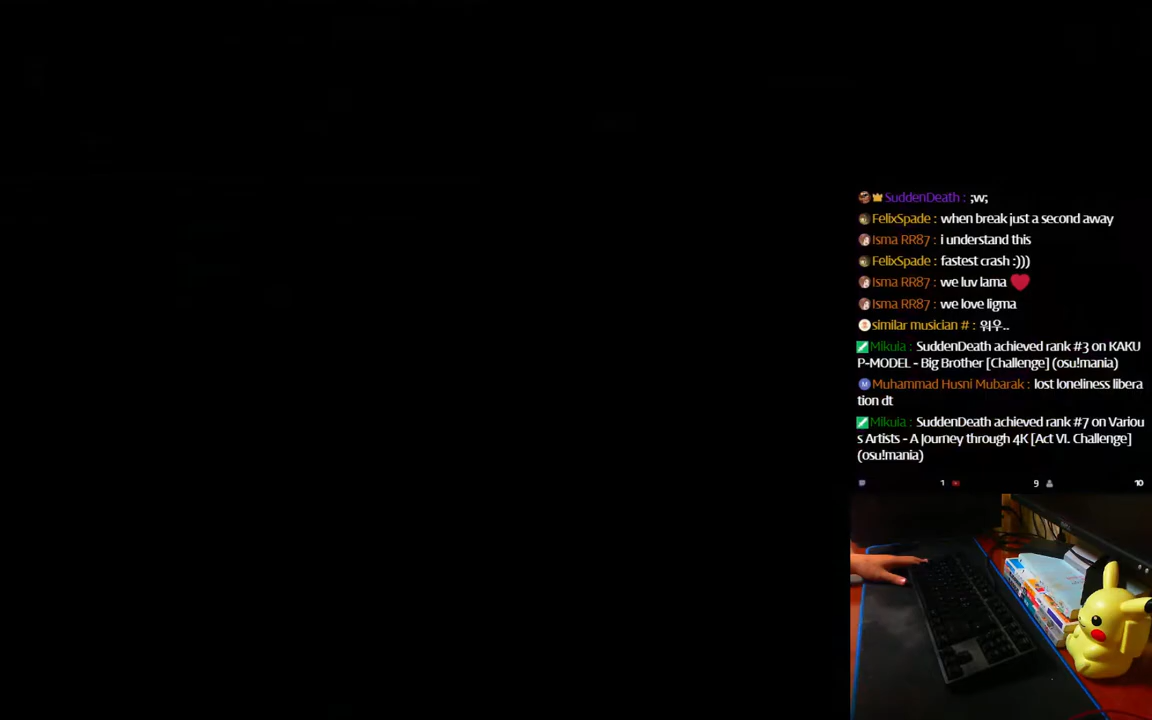 SuddenDeath : ;w;
FelixSpade : when break just a second away
Isma RR87 : i understand this
FelixSpade : fastest crash :)))
Isma RR87 : we luv lama ❤
Isma RR87 : we love ligma
similar musician # : 워우..
Mikuia : SuddenDeath achieved rank #3 on KAKU
P-MODEL - Big Brother [Challenge] (osu!mania)
M Muhammad Husni Mubarak : lost loneliness libera
tion dt
Mikuia : SuddenDeath achieved rank #7 on Variou
s Artists - A Journey through 4K [Act VI. Challenge]
(osu!mania)
1 9 10